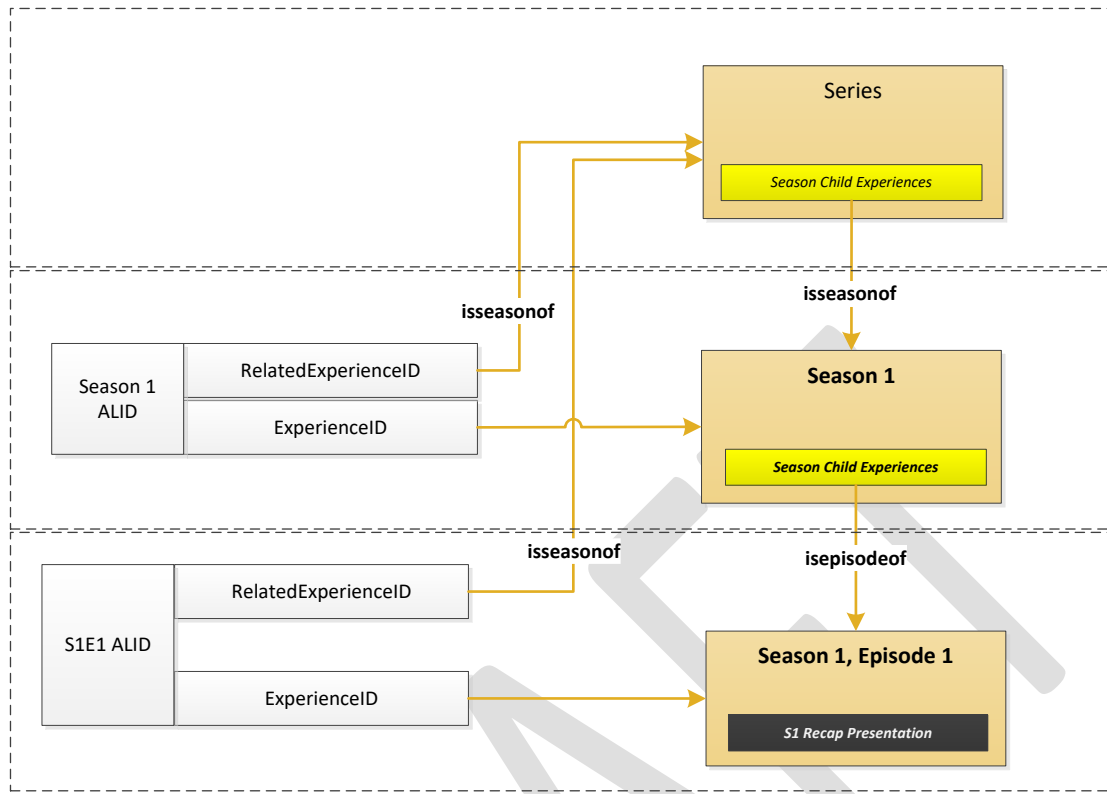 Series
Season Child Experiences
isseasonof
isseasonof
Season 1
ALID
RelatedExperienceID
ExperienceID
Season 1
Season Child Experiences
isseasonof
isepisodeof
S1E1 ALID
RelatedExperienceID
ExperienceID
Season 1, Episode 1
S1 Recap Presentation